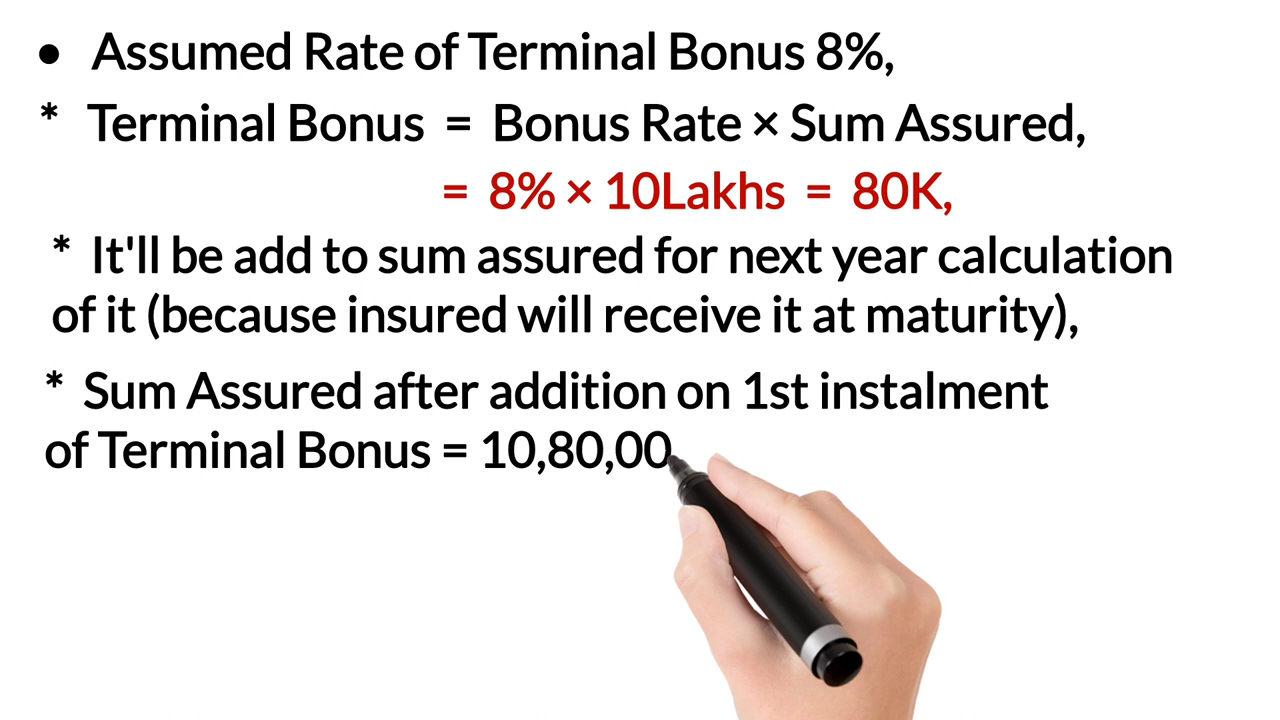 • Assumed Rate of Terminal Bonus 8%,
* Terminal Bonus = Bonus Rate × Sum Assured,
= 8% × 10Lakhs = 80K,
* It'll be add to sum assured for next year calculation
of it (because insured will receive it at maturity),
* Sum Assured after addition on 1st instalment
of Terminal Bonus = 10,80,00